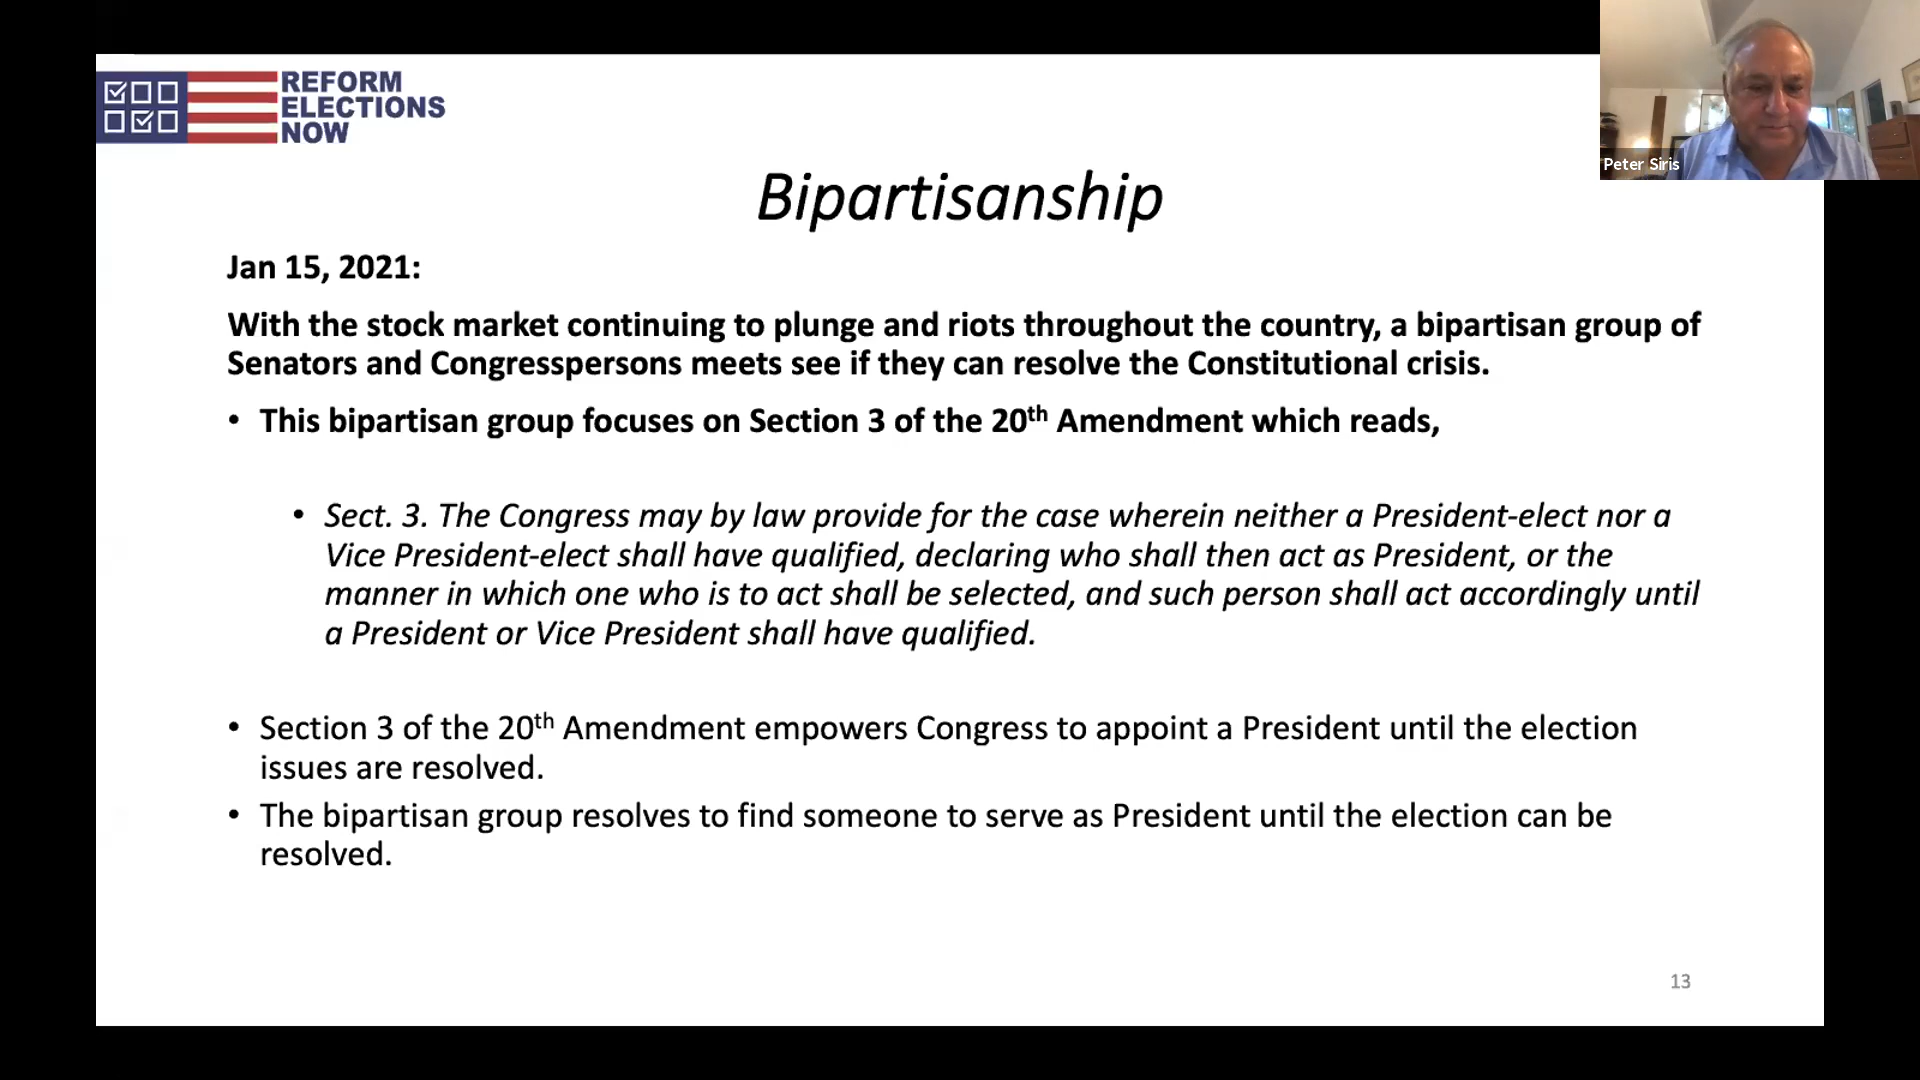 REFORM
ELECTIONS
NOW
Peter Siris
Bipartisanship
Jan 15, 2021:
With the stock market continuing to plunge and riots throughout the country, a bipartisan group of
Senators and Congresspersons meets see if they can resolve the Constitutional crisis.
• This bipartisan group focuses on Section 3 of the 20th Amendment which reads,
• Sect. 3. The Congress may by law provide for the case wherein neither a President-elect nor a
Vice President-elect shall have qualified, declaring who shall then act as President, or the
manner in which one who is to act shall be selected, and such person shall act accordingly until
a President or Vice President shall have qualified.
• Section 3 of the 20th Amendment empowers Congress to appoint a President until the election
issues are resolved.
• The bipartisan group resolves to find someone to serve as President until the election can be
resolved.
13